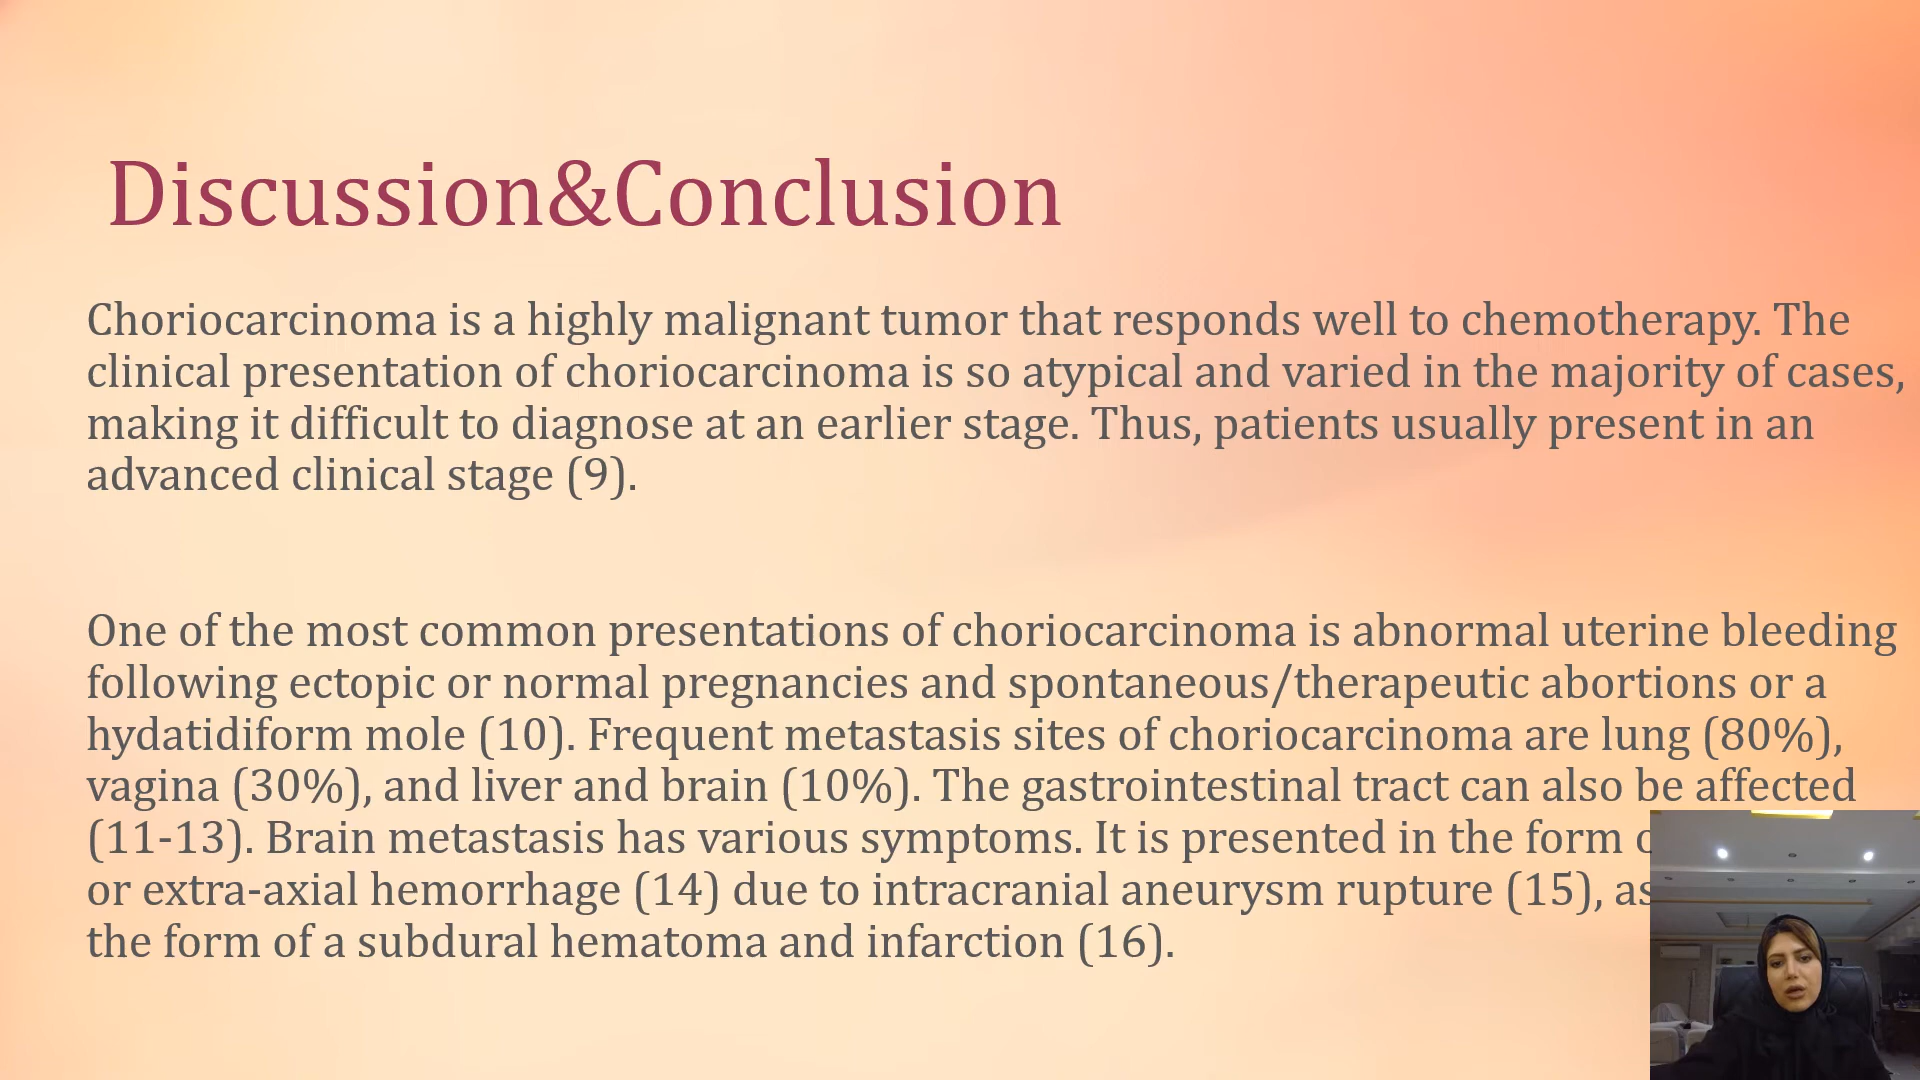 Discussion&Conclusion
Choriocarcinoma is a highly malignant tumor that responds well to chemotherapy. The
clinical presentation of choriocarcinoma is so atypical and varied in the majority of cases,
making it difficult to diagnose at an earlier stage. Thus, patients usually present in an
advanced clinical stage (9).
One of the most common presentations of choriocarcinoma is abnormal uterine bleeding
following ectopic or normal pregnancies and spontaneous/therapeutic abortions or a
hydatidiform mole (10). Frequent metastasis sites of choriocarcinoma are lung (80%),
vagina (30%), and liver and brain (10%). The gastrointestinal tract can also be affected
(11-13). Brain metastasis has various symptoms. It is presented in the form
or extra-axial hemorrhage (14) due to intracranial aneurysm rupture (15), as
the form of a subdural hematoma and infarction (16).